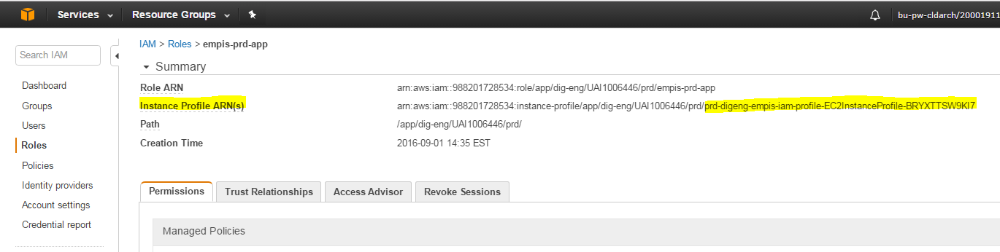 Services Resource Groups bu-pw-cldarch/20001911
IAM > Roles > empis-prd-app
Search IAM
Summary
Dashboard
Role ARN arn:aws:iam::988201728534:role/app/dig-eng/UAI1006446/prd/empis-prd-app
Groups
Instance Profile ARN(s) arn:aws:iam::988201728534:instance-profile/app/dig-eng/UAI1006446/prd/prd-digeng-empis-iam-profile-EC2InstanceProfile-BRYXTTSW9KI7
Users
Path /app/dig-eng/UAI1006446/prd/
Roles
Creation Time 2016-09-01 14:35 EST
Policies
Identity providers
Permissions Trust Relationships Access Advisor Revoke Sessions
Account settings
Credential report
Managed Policies